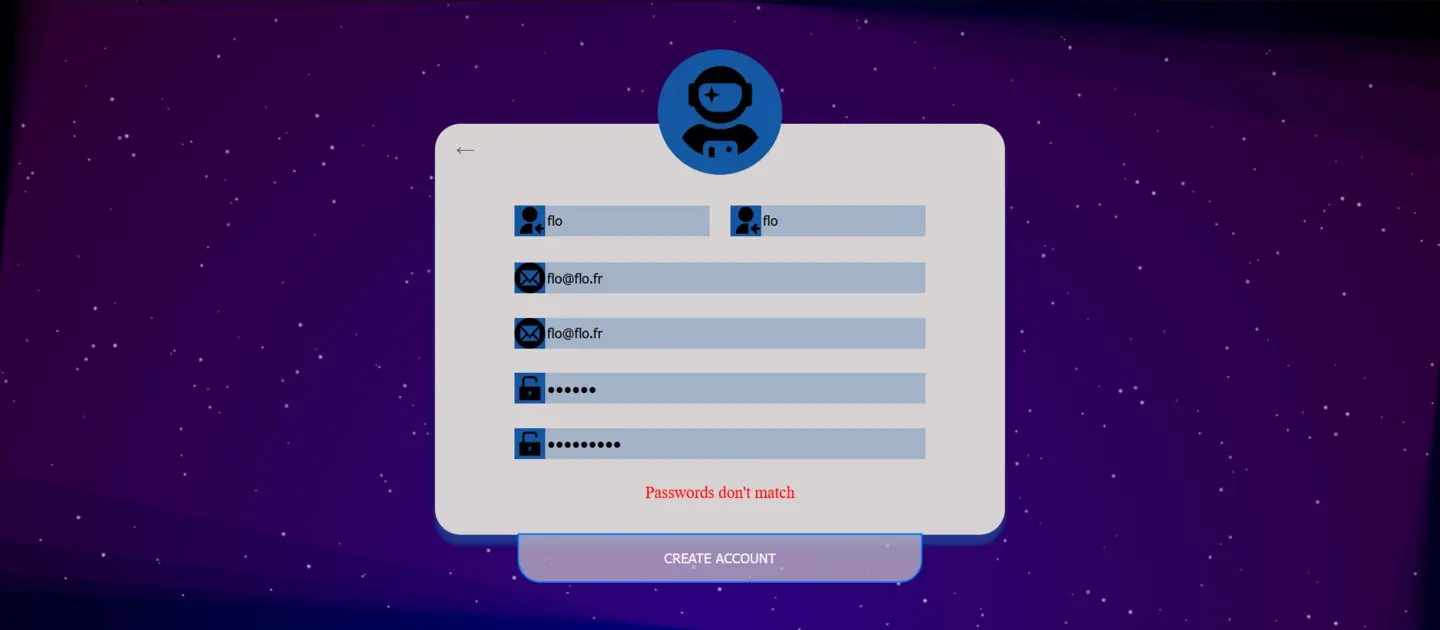 ←
flo flo
flo@flo.fr
flo@flo.fr
••••••
•••••••••
Passwords don't match
CREATE ACCOUNT